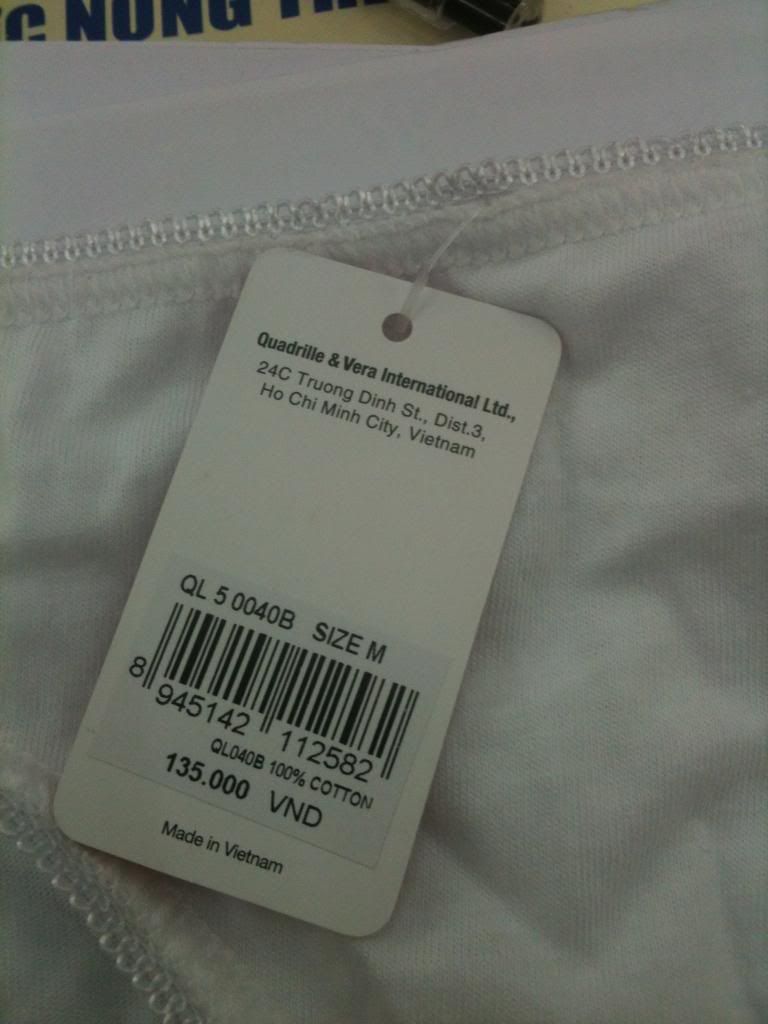 NONG
Quadrille & Vera International Ltd.,
24C Truong Dinh St., Dist.3,
Ho Chi Minh City, Vietnam
QL 5 0040B SIZE M
8 945142 112582
QL040B 100% COTTON
135.000 VND
Made in Vietnam